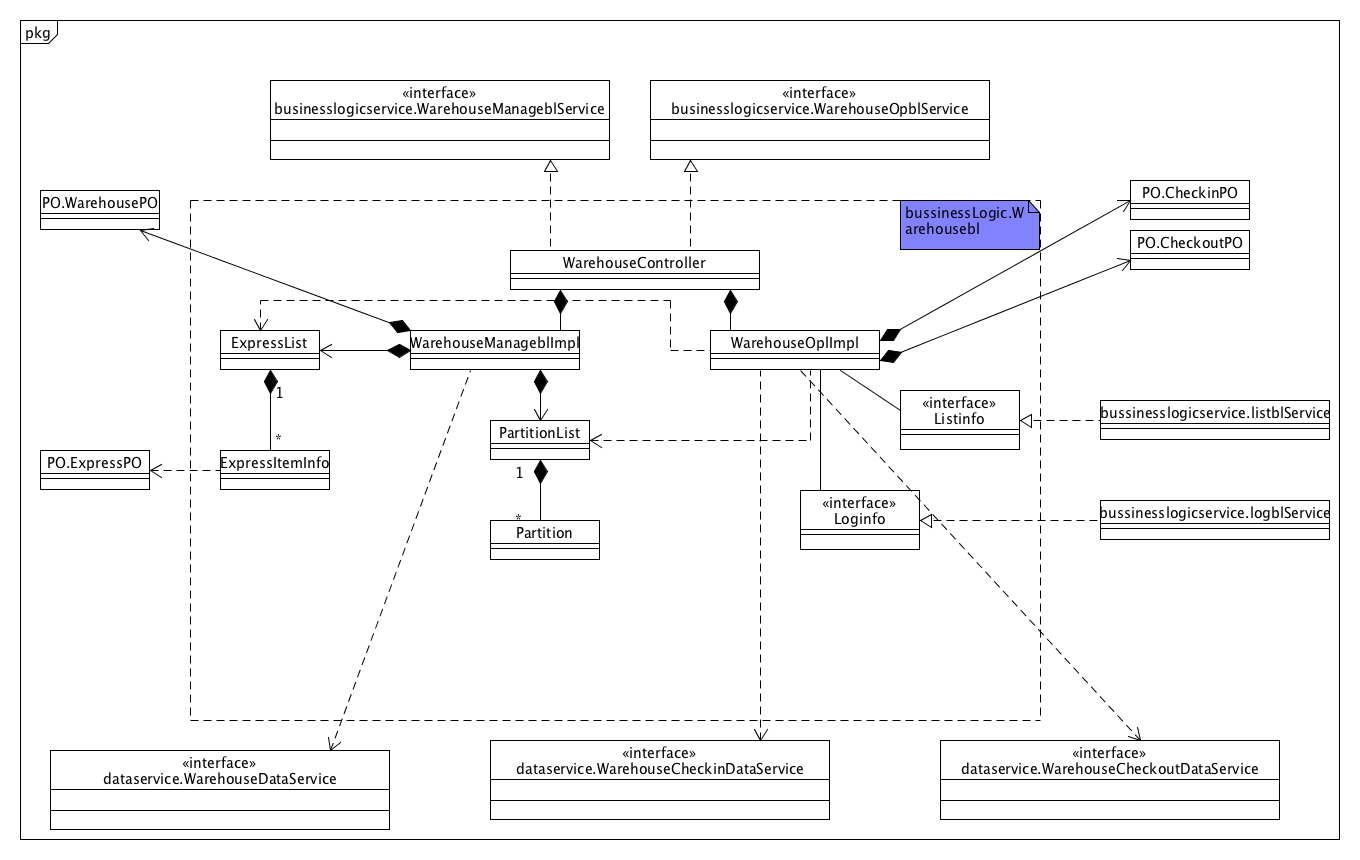 pkg
«interface»
businesslogicservice.WarehouseManageblService
«interface»
businesslogicservice.WarehouseOpblService
PO.WarehousePO
bussinessLogic.W
arehousebl
PO.CheckinPO
PO.CheckoutPO
WarehouseController
ExpressList
WarehouseManageblImpl
WarehouseOplImpl
1
*
«interface»
Listinfo
bussinesslogicservice.listblService
PartitionList
PO.ExpressPO
ExpressItemInfo
1
*
Partition
«interface»
Loginfo
bussinesslogicservice.logblService
«interface»
dataservice.WarehouseDataService
«interface»
dataservice.WarehouseCheckinDataService
«interface»
dataservice.WarehouseCheckoutDataService